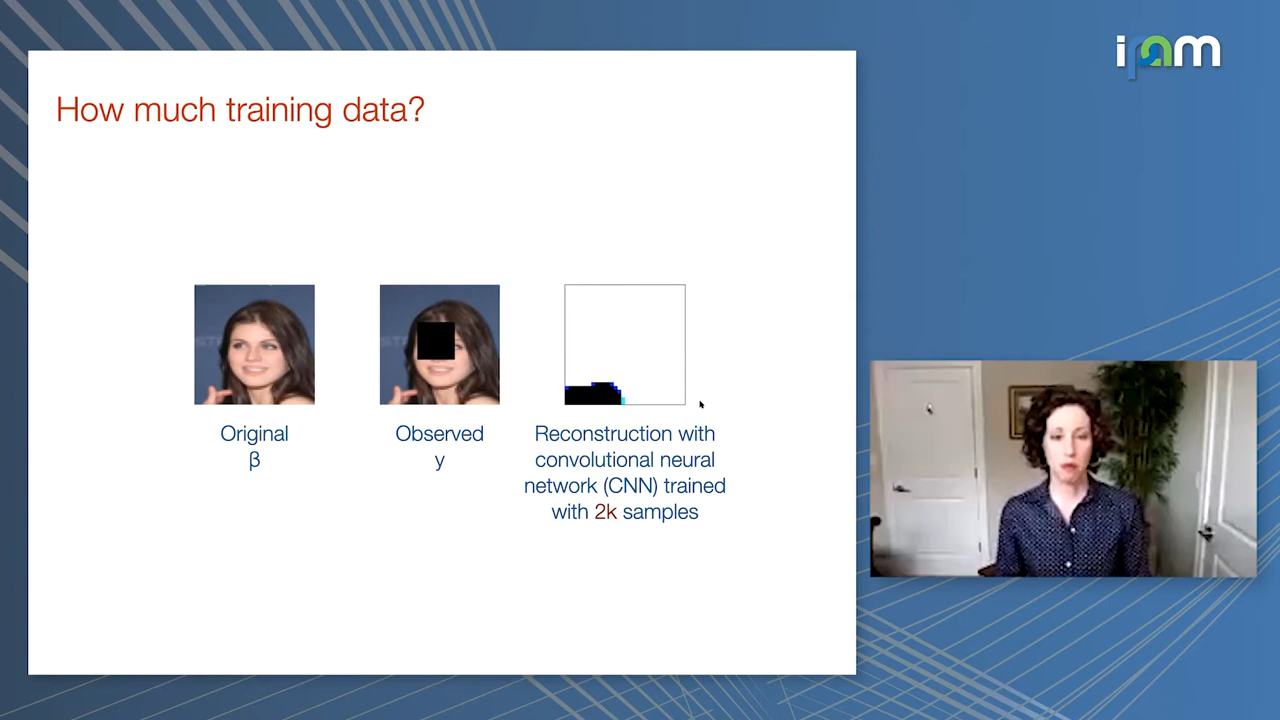 ipam
How much training data?
Original
β
Observed
y
Reconstruction with
convolutional neural
network (CNN) trained
with 2k samples